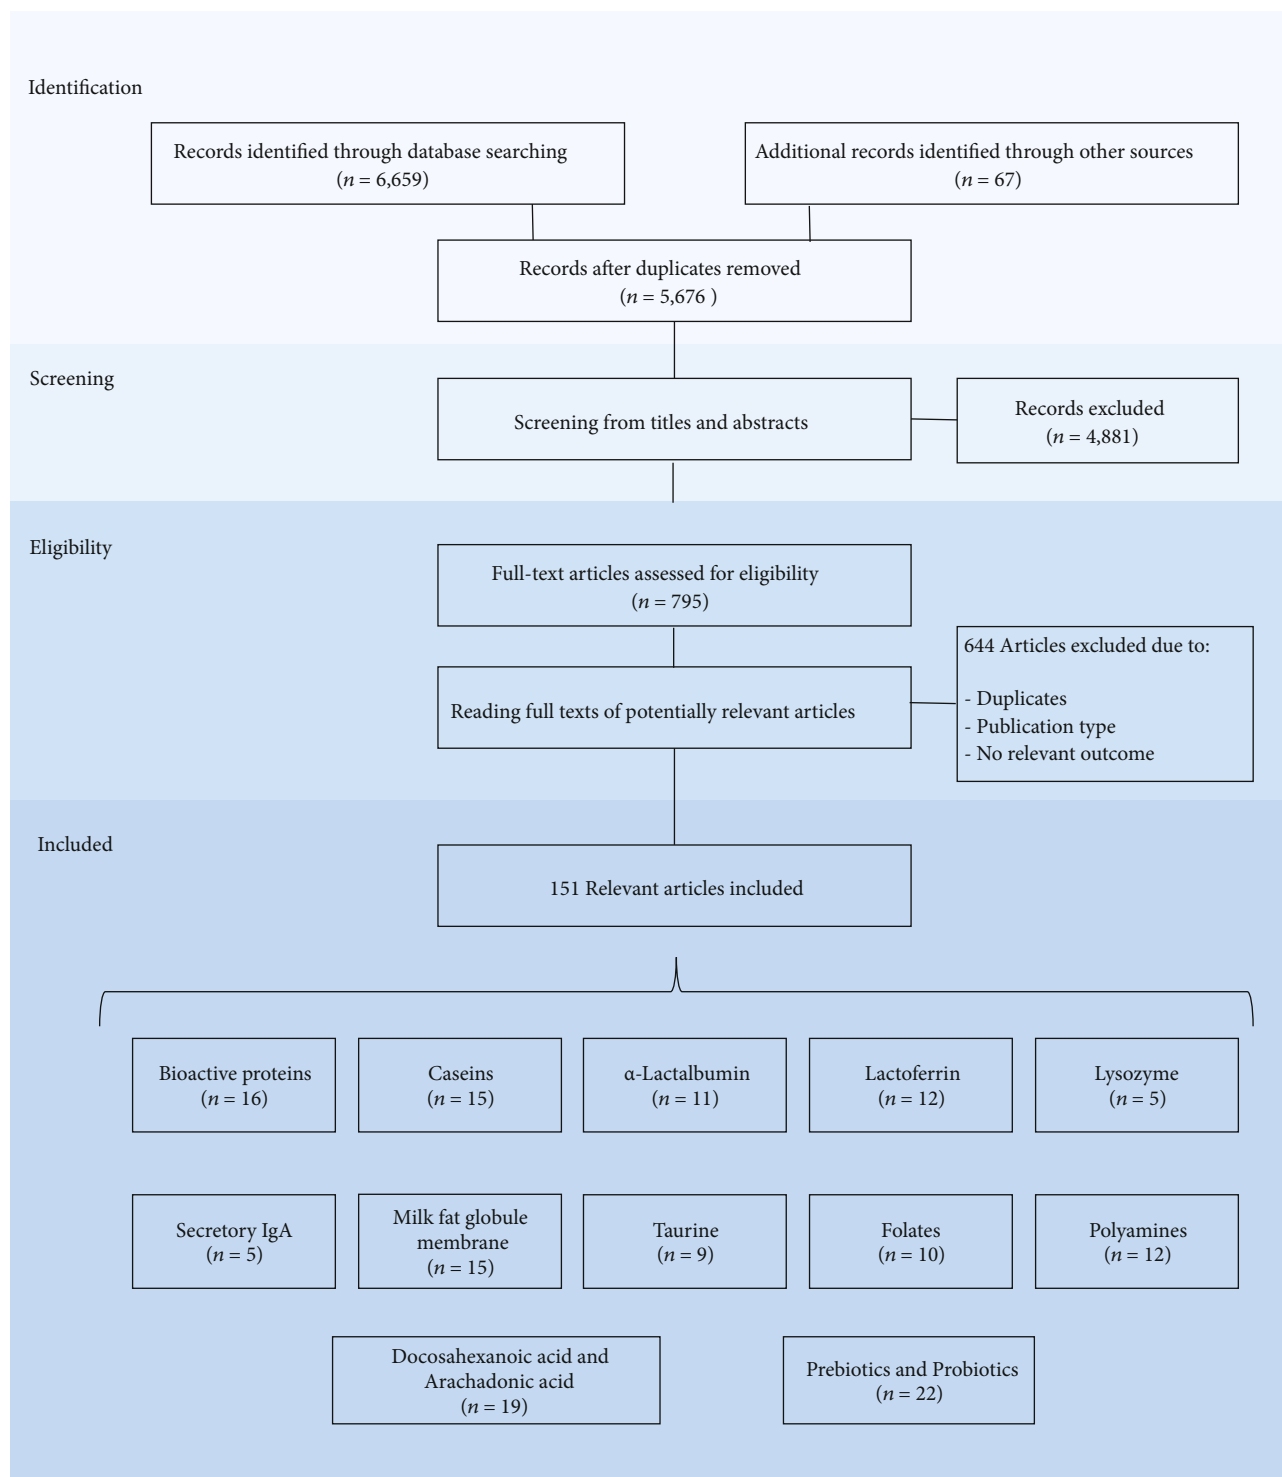 Identification
Records identified through database searching
(n = 6,659)
Additional records identified through other sources
(n = 67)
Records after duplicates removed
(n = 5,676 )
Screening
Screening from titles and abstracts
Records excluded
(n = 4,881)
Eligibility
Full-text articles assessed for eligibility
(n = 795)
Reading full texts of potentially relevant articles
644 Articles excluded due to:
- Duplicates
- Publication type
- No relevant outcome
Included
151 Relevant articles included
Bioactive proteins
(n = 16)
Caseins
(n = 15)
α-Lactalbumin
(n = 11)
Lactoferrin
(n = 12)
Lysozyme
(n = 5)
Secretory IgA
(n = 5)
Milk fat globule
membrane
(n = 15)
Taurine
(n = 9)
Folates
(n = 10)
Polyamines
(n = 12)
Docosahexanoic acid and
Arachadonic acid
(n = 19)
Prebiotics and Probiotics
(n = 22)